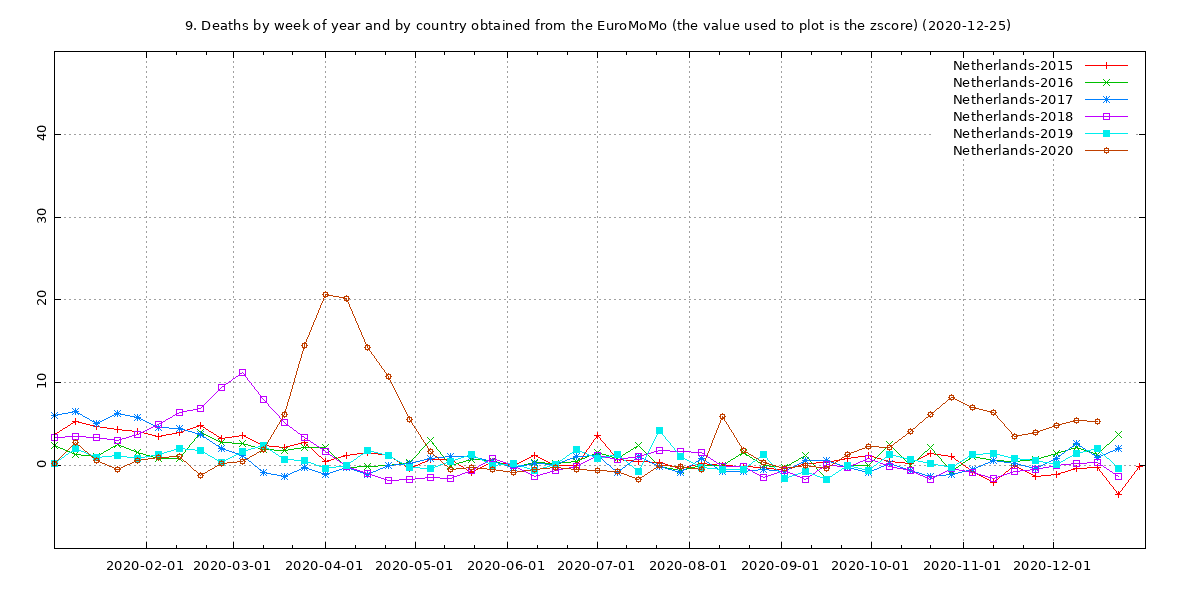 9. Deaths by week of year and by country obtained from the EuroMoMo (the value used to plot is the zscore) (2020-12-25)
Netherlands-2015
Netherlands-2016
Netherlands-2017
Netherlands-2018
Netherlands-2019
Netherlands-2020
40
30
20
10
0
2020-02-01 2020-03-01 2020-04-01 2020-05-01 2020-06-01 2020-07-01 2020-08-01 2020-09-01 2020-10-01 2020-11-01 2020-12-01